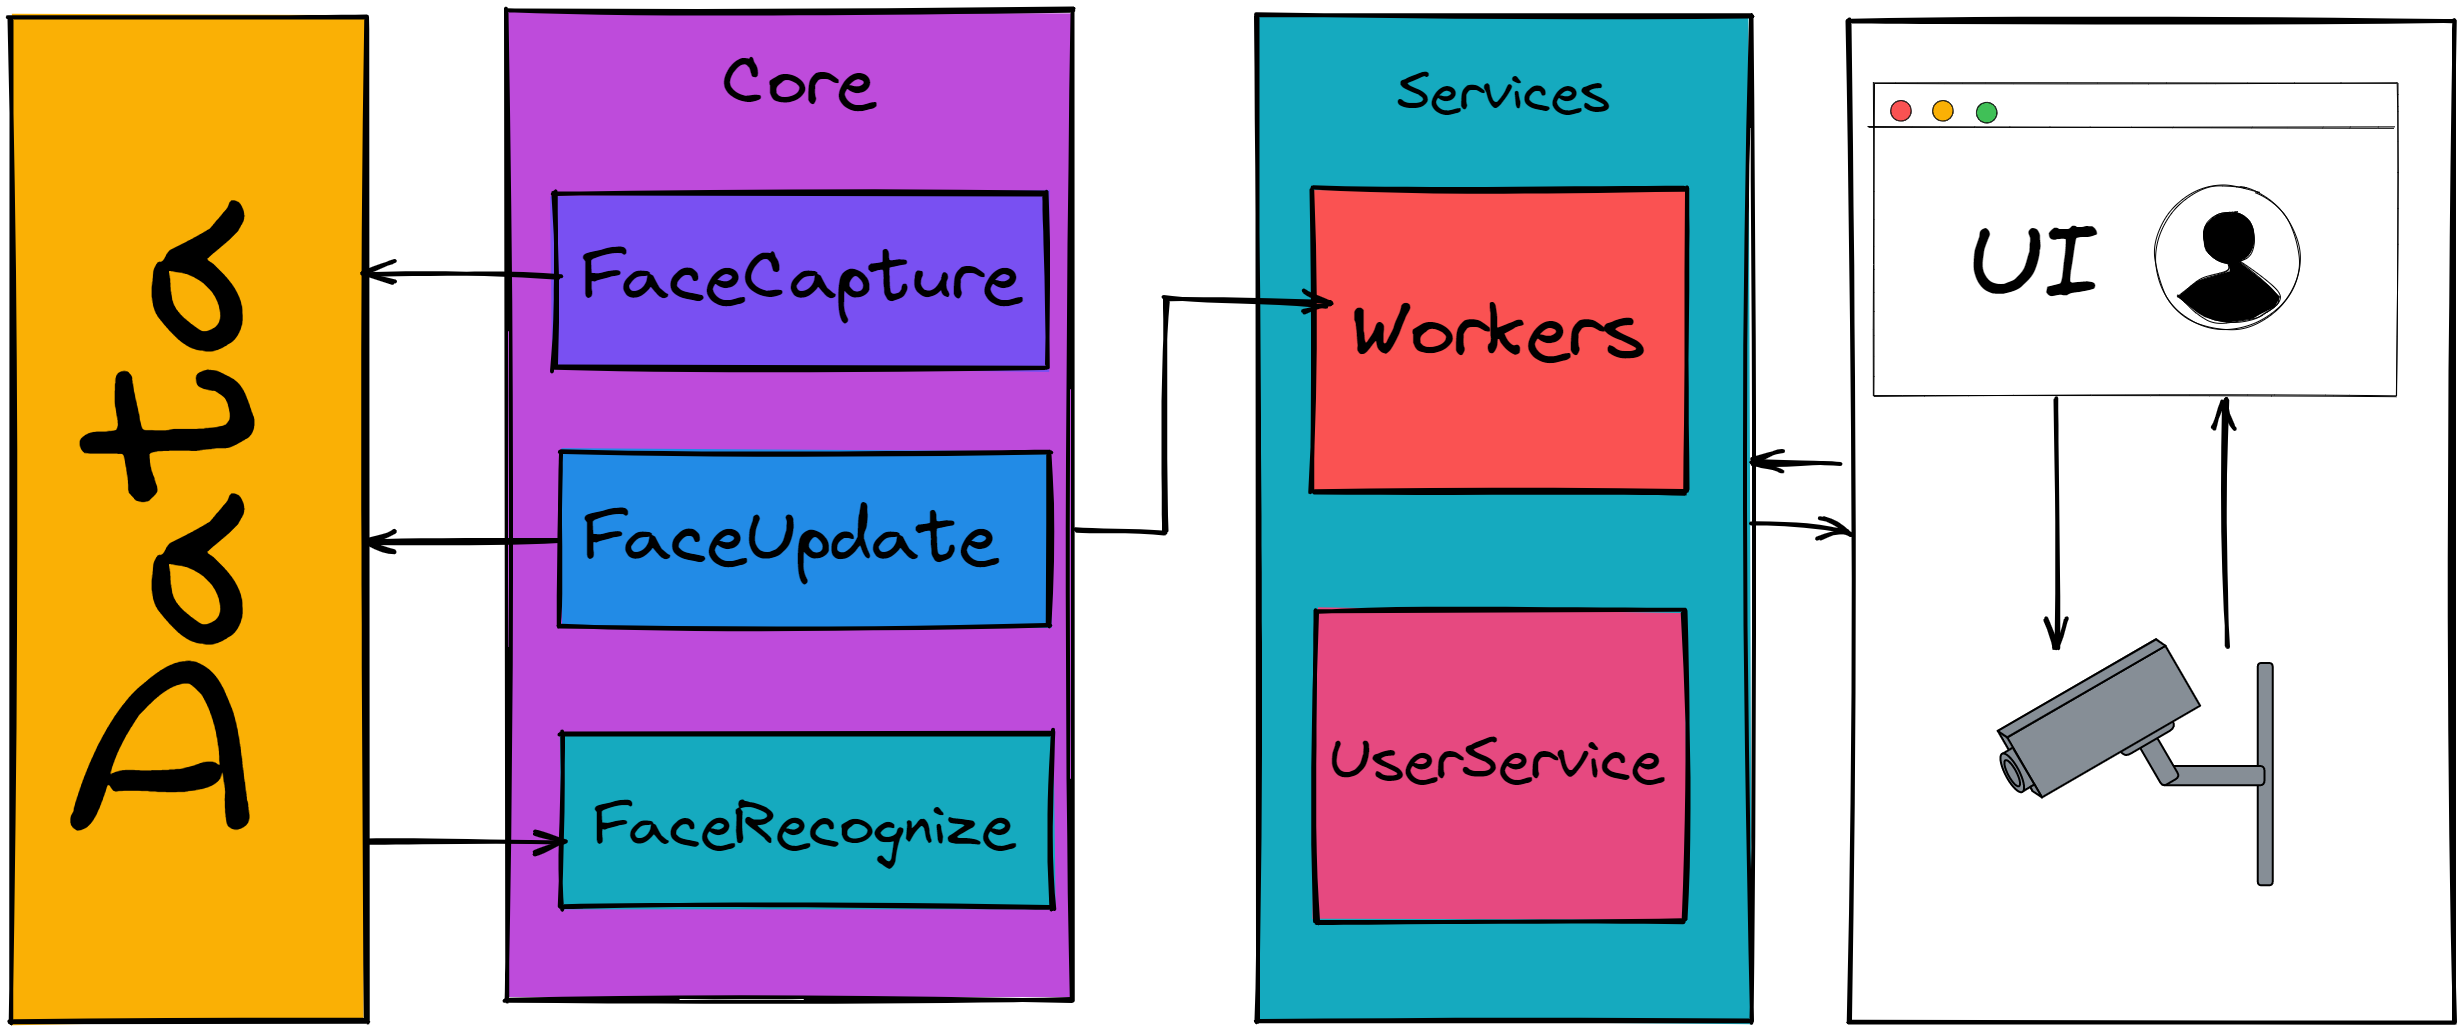 Data
Core
FaceCapture
FaceUpdate
FaceRecognize
Services
Workers
UserService
UI